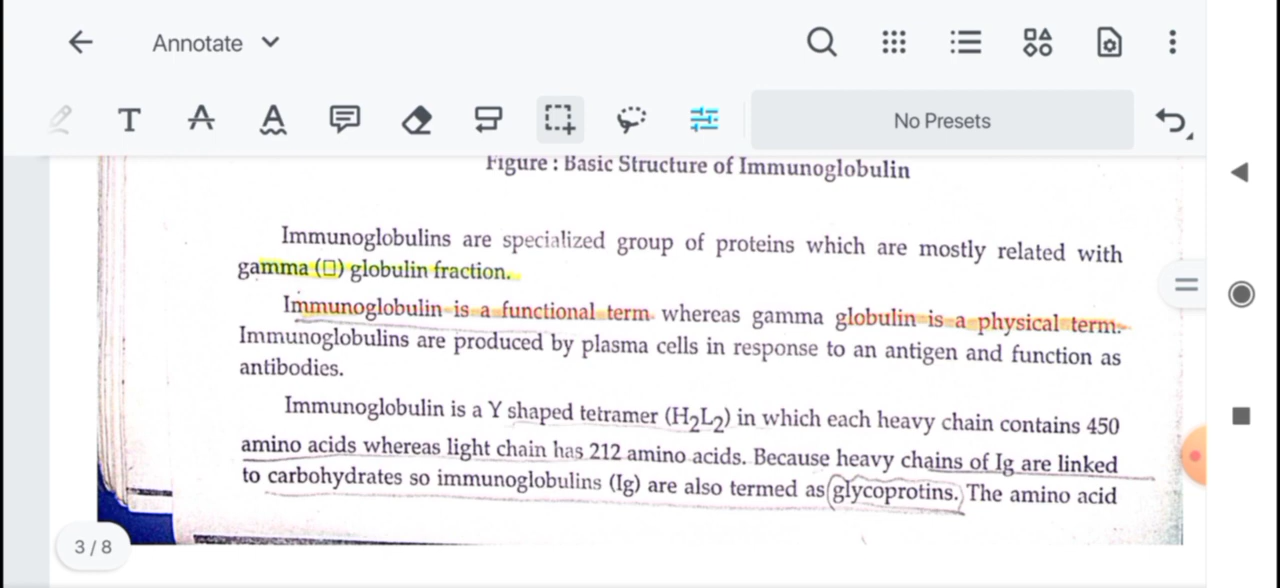 Annotate
No Presets
Figure : Basic Structure of Immunoglobulin
Immunoglobulins are specialized group of proteins which are mostly related with
gamma (□) globulin fraction.
Immunoglobulin is a functional term whereas gamma globulin is a physical term.
Immunoglobulins are produced by plasma cells in response to an antigen and function as
antibodies.
Immunoglobulin is a Y shaped tetramer (H₂L₂) in which each heavy chain contains 450
amino acids whereas light chain has 212 amino acids. Because heavy chains of Ig are linked
to carbohydrates so immunoglobulins (Ig) are also termed as glycoprotins. The amino acid
3 / 8